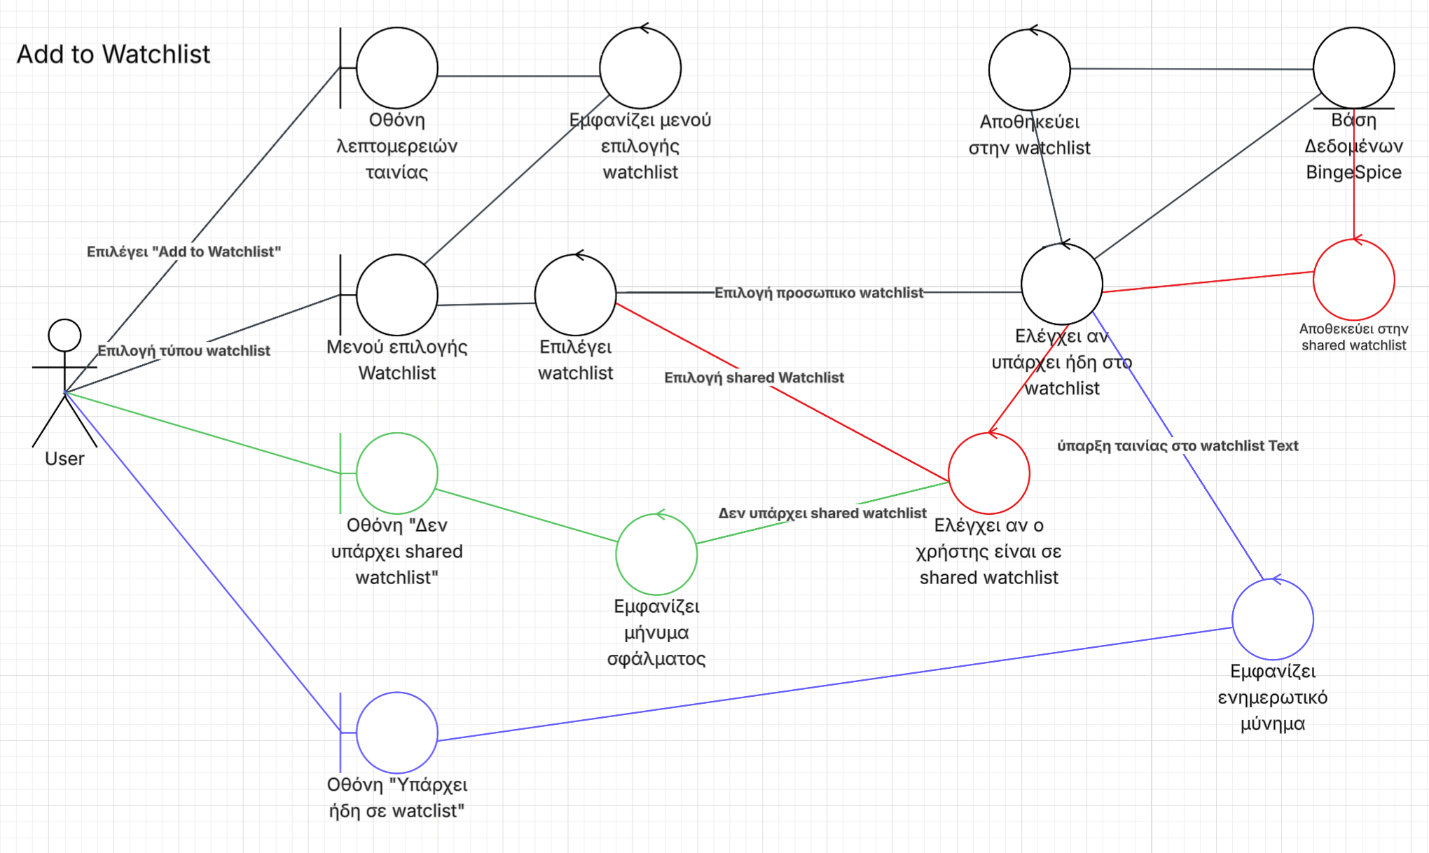 Add to Watchlist
Οθόνη
λεπτομερειών
ταινίας
Εμφανίζει μενού
επιλογής
watchlist
Αποθηκεύει
στην watchlist
Βάση
Δεδομένων
BingeSpice
Επιλέγει "Add to Watchlist"
Επιλογή τύπου watchlist
Μενού επιλογής
Watchlist
Επιλέγει
watchlist
Επιλογή προσωπικο watchlist
Ελέγχει αν
υπάρχει ήδη στο
watchlist
Αποθεκεύει στην
shared watchlist
Επιλογή shared Watchlist
User
ύπαρξη ταινίας στο watchlist Text
Οθόνη "Δεν
υπάρχει shared
watchlist"
Δεν υπάρχει shared watchlist
Ελέγχει αν ο
χρήστης είναι σε
shared watchlist
Εμφανίζει
μήνυμα
σφάλματος
Εμφανίζει
ενημερωτικό
μύνημα
Οθόνη "Υπάρχει
ήδη σε watclist"